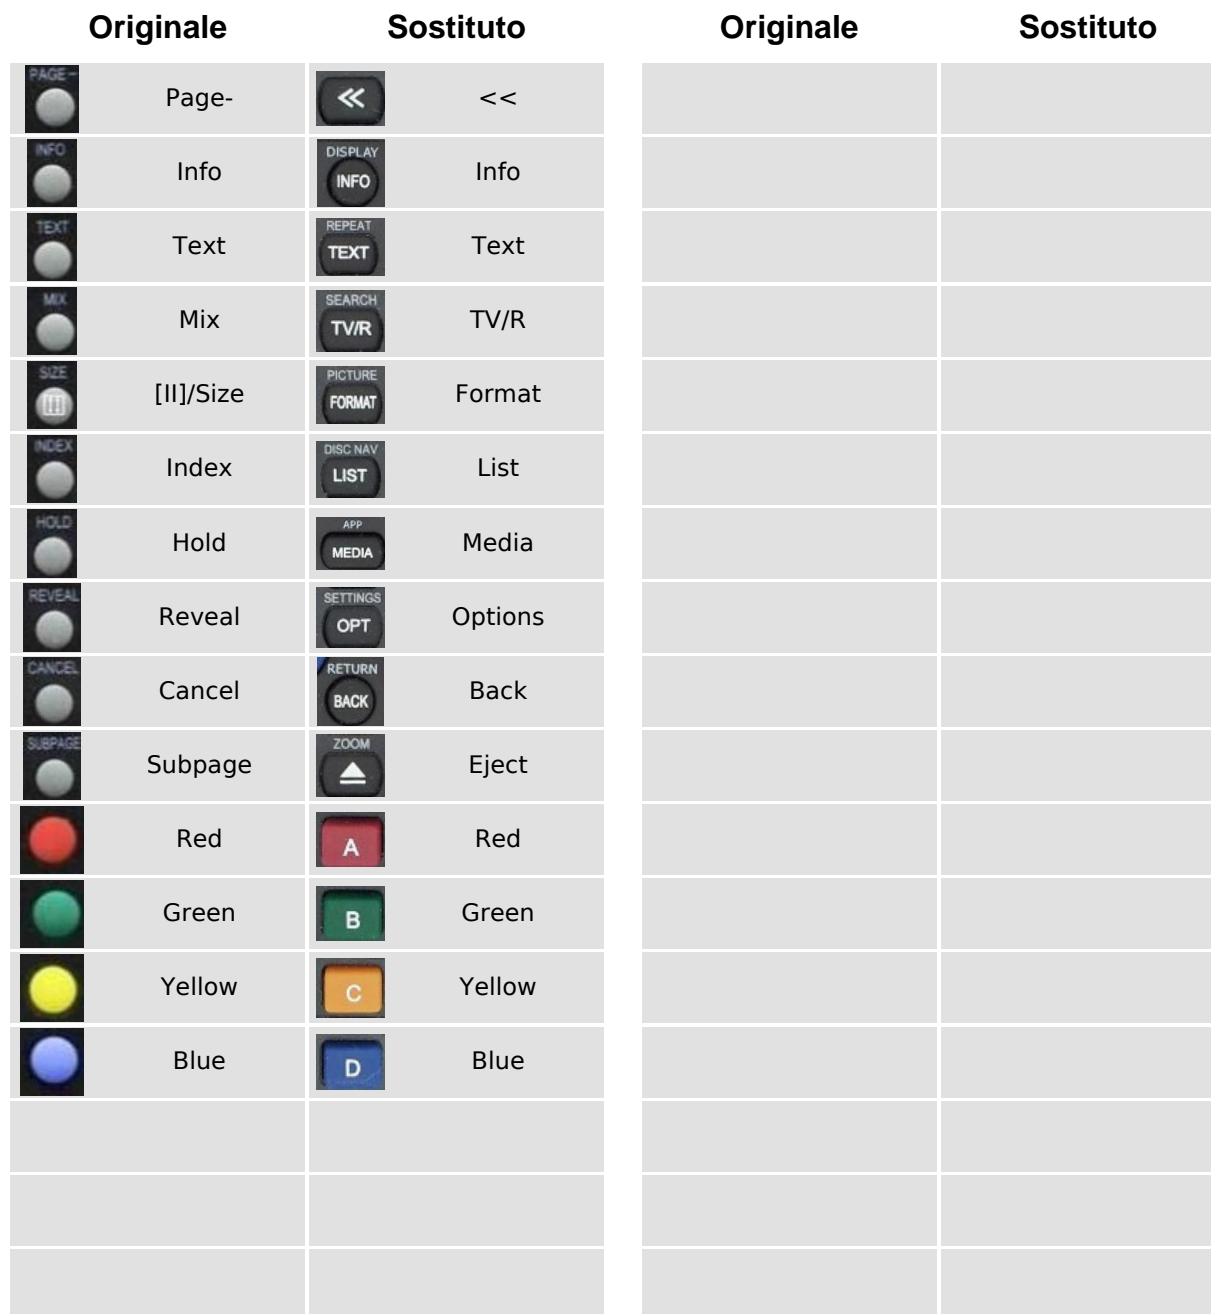 Originale Sostituto Originale Sostituto
PAGE- Page- <<
INFO Info DISPLAY INFO Info
TEXT Text REPEAT TEXT Text
MIX Mix SEARCH TV/R TV/R
SIZE [II]/Size PICTURE FORMAT Format
INDEX Index DISC NAV LIST List
HOLD Hold APP MEDIA Media
REVEAL Reveal SETTINGS OPT Options
CANCEL Cancel RETURN BACK Back
SUBPAGE Subpage ZOOM Eject
Red A Red
Green B Green
Yellow C Yellow
Blue D Blue